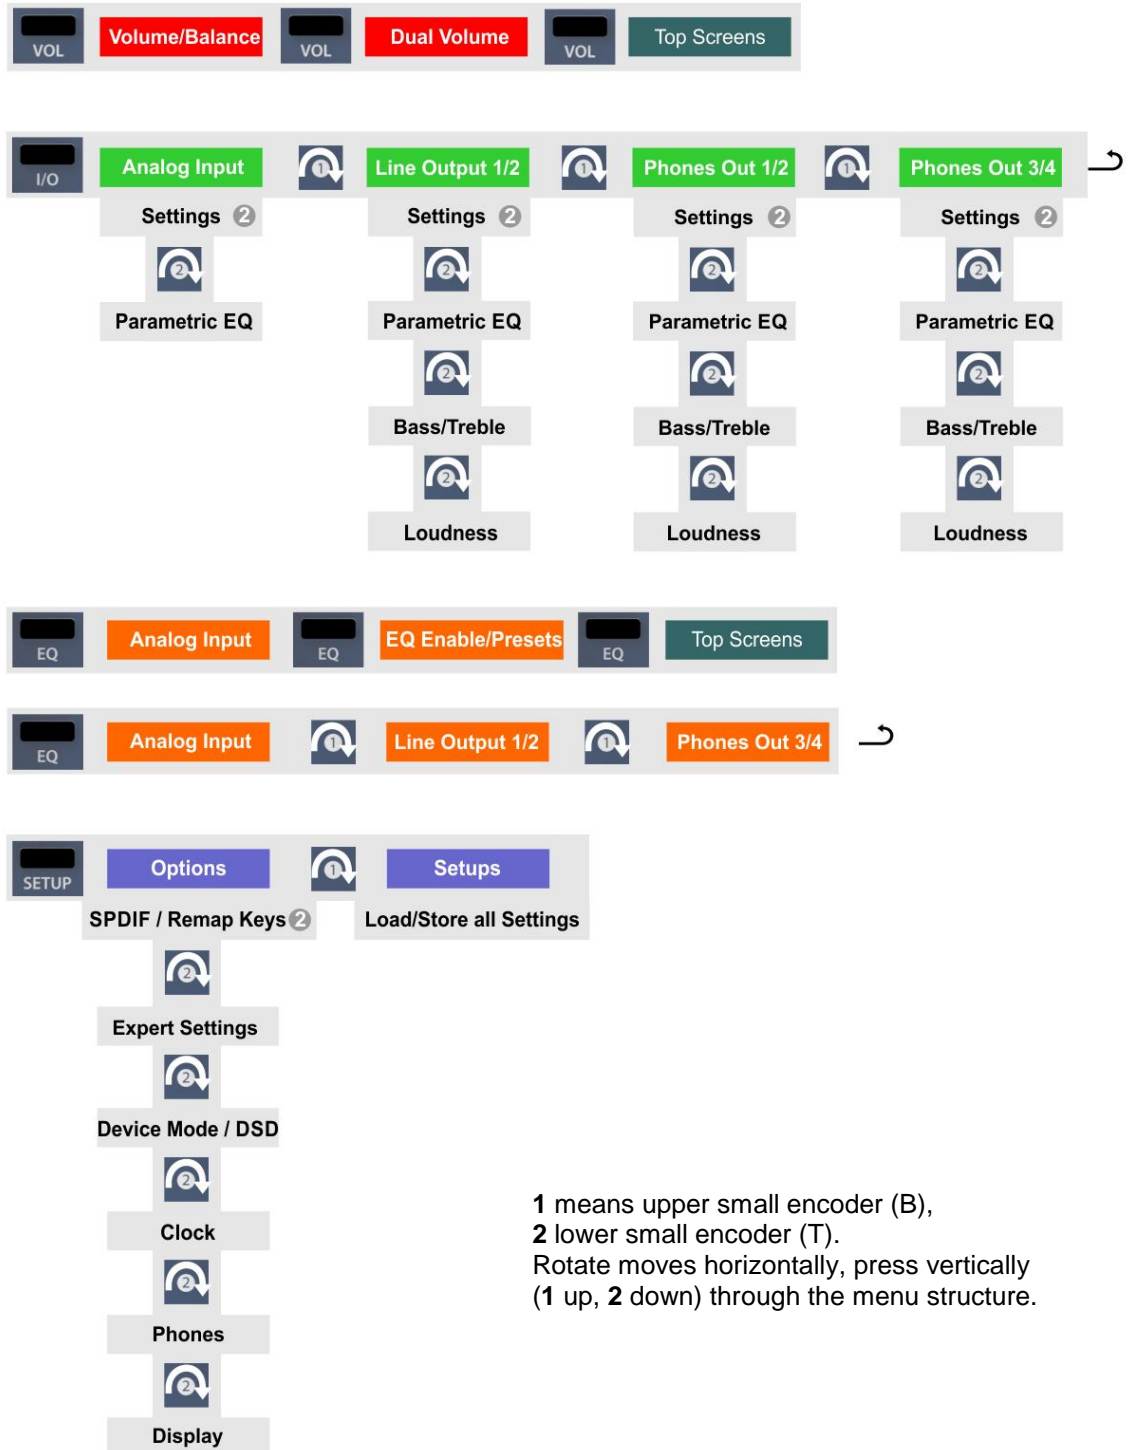 VOL Volume/Balance VOL Dual Volume VOL Top Screens
I/O Analog Input 1 Line Output 1/2 1 Phones Out 1/2 1 Phones Out 3/4
Settings 2 Settings 2 Settings 2 Settings 2
2 2 2 2
Parametric EQ Parametric EQ Parametric EQ Parametric EQ
2 2 2
Bass/Treble Bass/Treble Bass/Treble
2 2 2
Loudness Loudness Loudness
EQ Analog Input EQ EQ Enable/Presets EQ Top Screens
EQ Analog Input 1 Line Output 1/2 1 Phones Out 3/4
SETUP Options 1 Setups
SPDIF / Remap Keys 2 Load/Store all Settings
2
Expert Settings
2
Device Mode / DSD
2
Clock
2
Phones
2
Display
1 means upper small encoder (B),
2 lower small encoder (T).
Rotate moves horizontally, press vertically
(1 up, 2 down) through the menu structure.